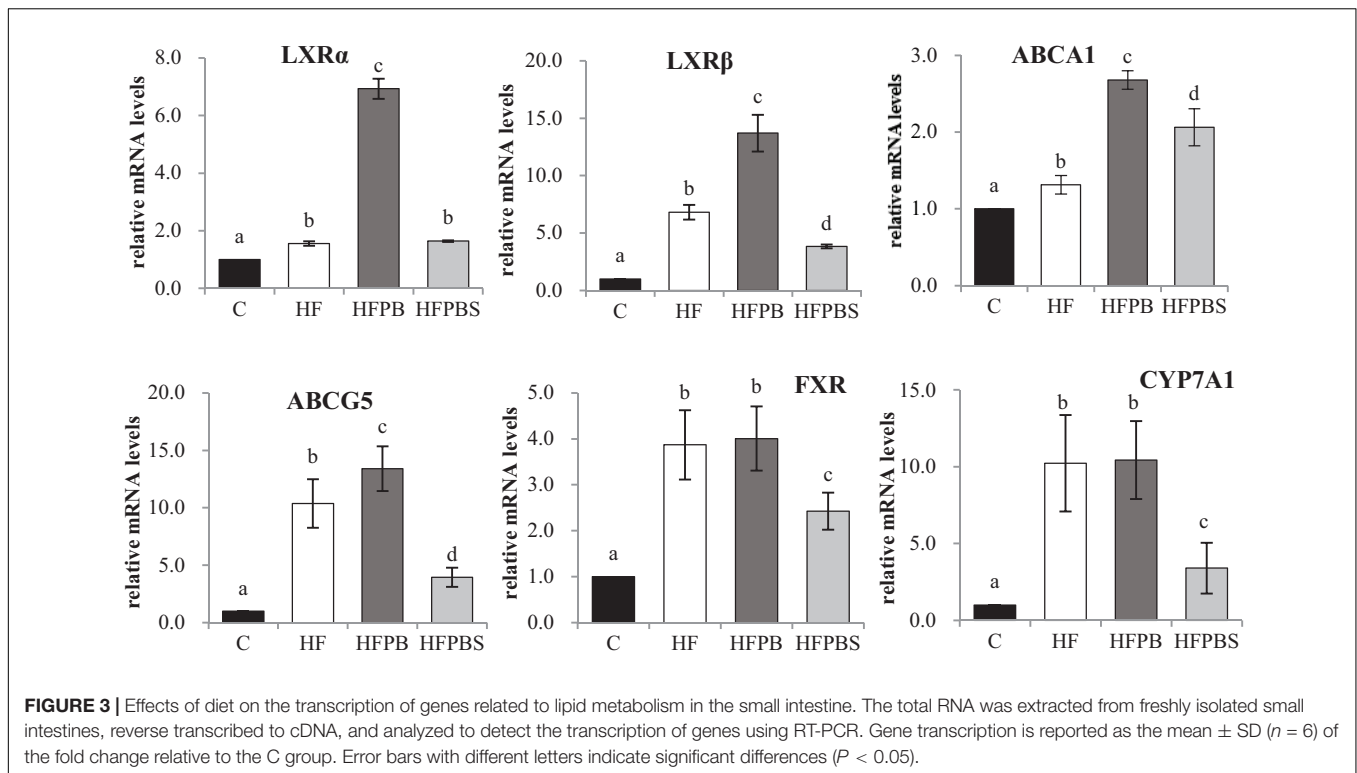 LXRα
relative mRNA levels
8.0
6.0
4.0
2.0
0.0
a
b
c
b
C HF HFPB HFPBS
LXRβ
relative mRNA levels
20.0
15.0
10.0
5.0
0.0
a
b
c
d
C HF HFPB HFPBS
ABCA1
relative mRNA levels
3.0
2.0
1.0
0.0
a
b
c
d
C HF HFPB HFPBS
ABCG5
relative mRNA levels
20.0
15.0
10.0
5.0
0.0
a
b
c
d
C HF HFPB HFPBS
FXR
relative mRNA levels
5.0
4.0
3.0
2.0
1.0
0.0
a
b
b
c
C HF HFPB HFPBS
CYP7A1
relative mRNA levels
15.0
10.0
5.0
0.0
a
b
b
c
C HF HFPB HFPBS
FIGURE 3 | Effects of diet on the transcription of genes related to lipid metabolism in the small intestine. The total RNA was extracted from freshly isolated small
intestines, reverse transcribed to cDNA, and analyzed to detect the transcription of genes using RT-PCR. Gene transcription is reported as the mean ± SD (n = 6) of
the fold change relative to the C group. Error bars with different letters indicate significant differences (P < 0.05).